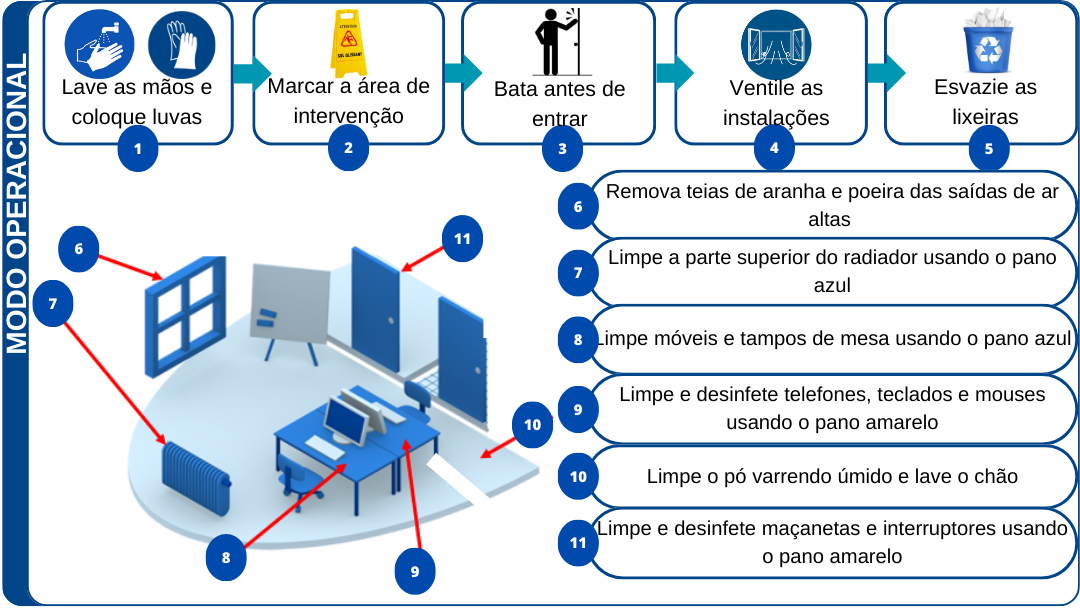 MODO OPERACIONAL
Lave as mãos e
coloque luvas
1
Marcar a área de
intervenção
2
Bata antes de
entrar
3
Ventile as
instalações
4
Esvazie as
lixeiras
5
6
Remova teias de aranha e poeira das saídas de ar
altas
7
Limpe a parte superior do radiador usando o pano
azul
8
Limpe móveis e tampos de mesa usando o pano azul
9
Limpe e desinfete telefones, teclados e mouses
usando o pano amarelo
10
Limpe o pó varrendo úmido e lave o chão
11
Limpe e desinfete maçanetas e interruptores usando
o pano amarelo
6
7
11
10
8
9